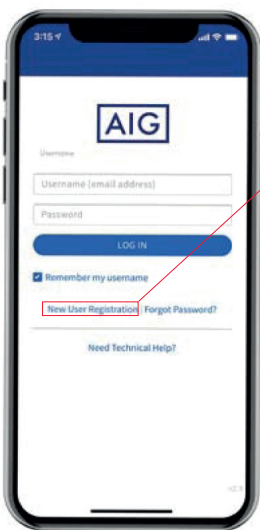 3:15
AIG
Username
Username (email address)
Password
LOG IN
Remember my username
New User Registration Forgot Password?
Need Technical Help?